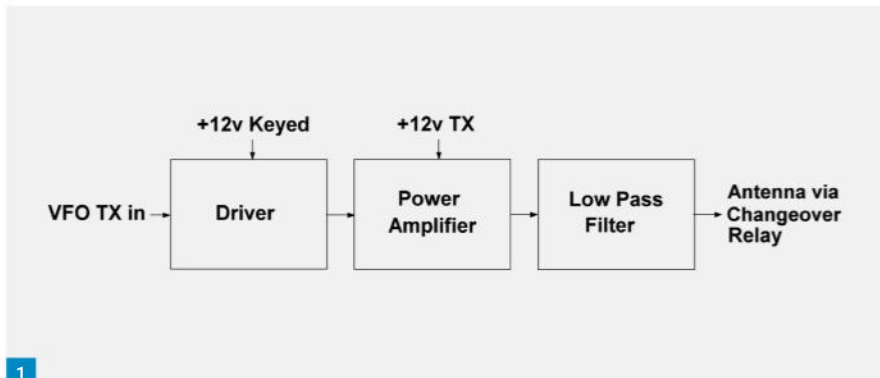 +12v Keyed
+12v TX
VFO TX in
Driver
Power
Amplifier
Low Pass
Filter
Antenna via
Changeover
Relay
1